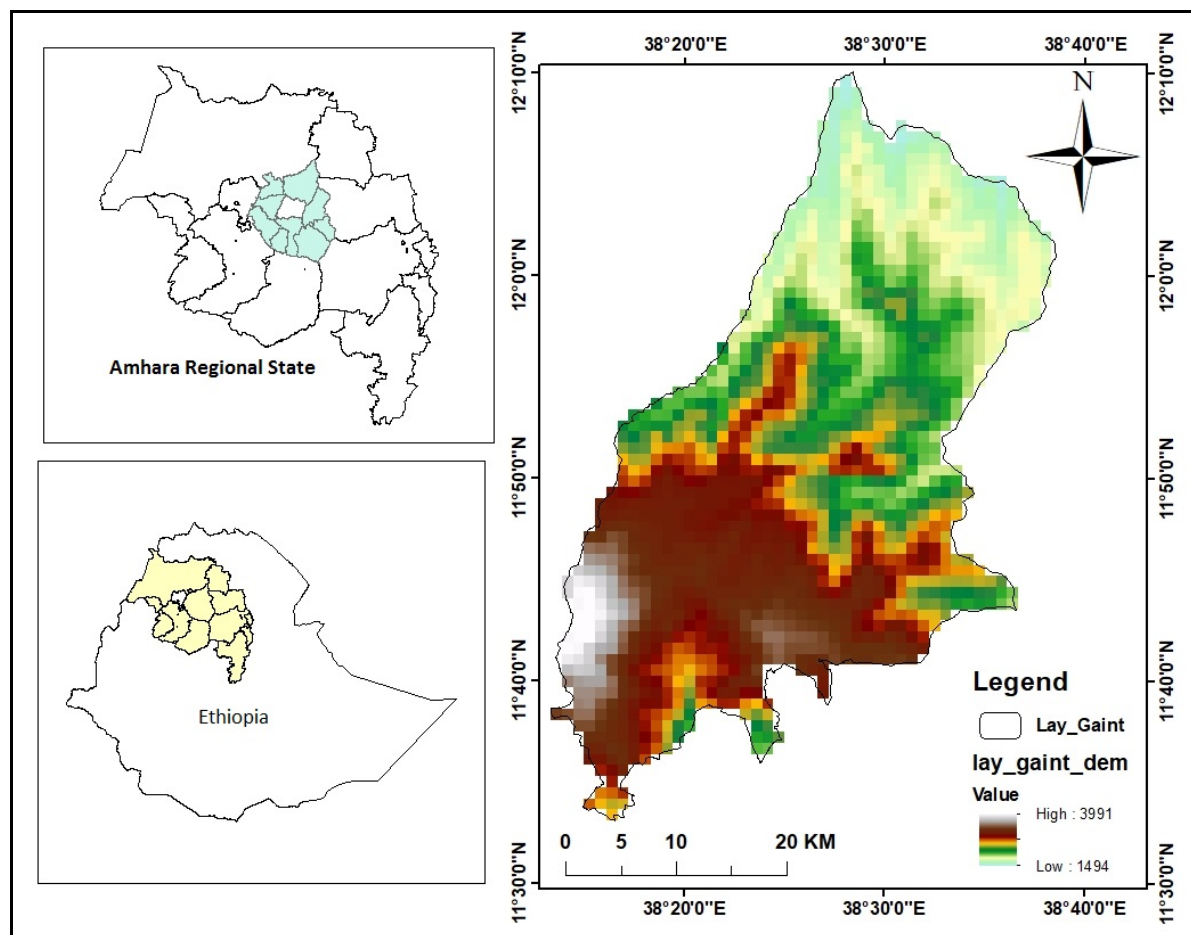 Amhara Regional State
Ethiopia
38°20'0"E 38°30'0"E 38°40'0"E
N
12°10'0"N
12°0'0"N
11°50'0"N
11°40'0"N
11°30'0"N
12°10'0"N
12°0'0"N
11°50'0"N
11°40'0"N
11°30'0"N
Legend
Lay_Gaint
lay_gaint_dem
Value
High : 3991
Low : 1494
0 5 10 20 KM
38°20'0"E 38°30'0"E 38°40'0"E